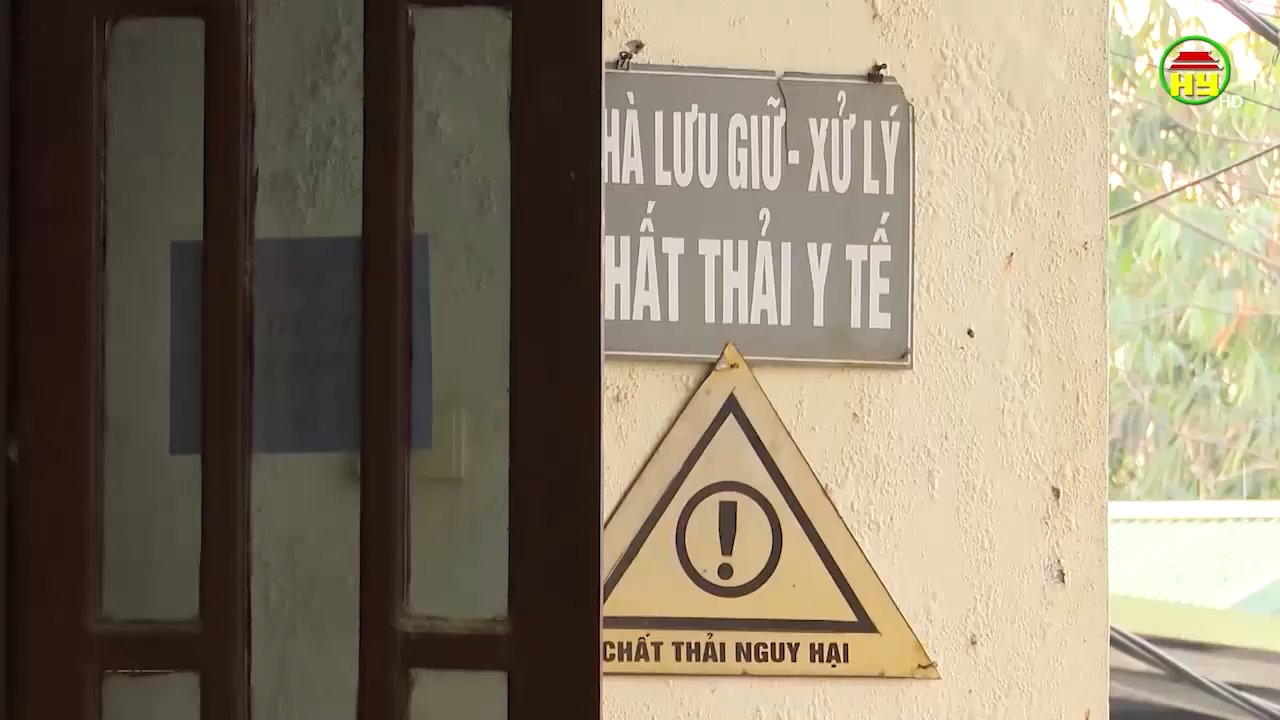 HÀ LƯU GIỮ - XỬ LÝ
HẤT THẢI Y TẾ
!
CHẤT THẢI NGUY HẠI
HY
HD